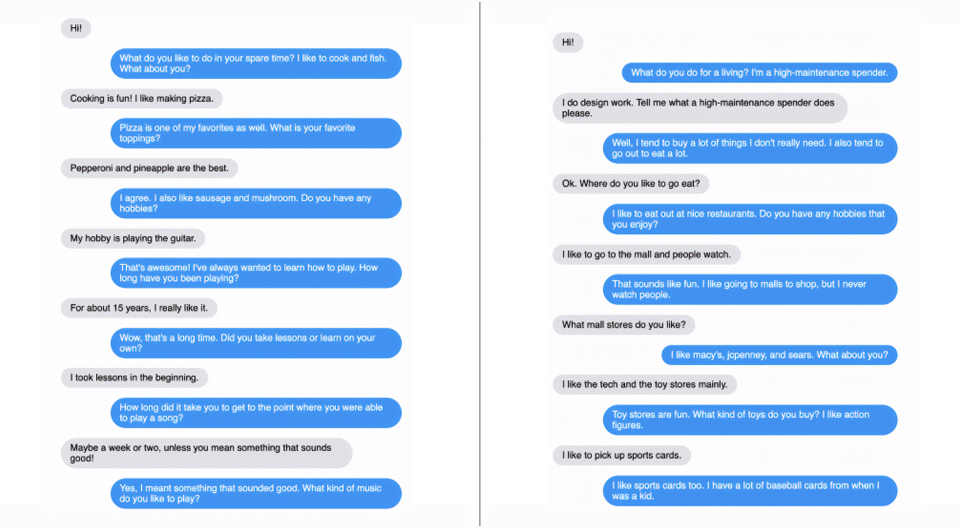 Hi!
What do you like to do in your spare time? I like to cook and fish.
What about you?
Cooking is fun! I like making pizza.
Pizza is one of my favorites as well. What is your favorite
toppings?
Pepperoni and pineapple are the best.
I agree. I also like sausage and mushroom. Do you have any
hobbies?
My hobby is playing the guitar.
That's awesome! I've always wanted to learn how to play. How
long have you been playing?
For about 15 years, I really like it.
Wow, that's a long time. Did you take lessons or learn on your
own?
I took lessons in the beginning.
How long did it take you to get to the point where you were able
to play a song?
Maybe a week or two, unless you mean something that sounds
good!
Yes, I meant something that sounded good. What kind of music
do you like to play?
Hi!
What do you do for a living? I'm a high-maintenance spender.
I do design work. Tell me what a high-maintenance spender does
please.
Well, I tend to buy a lot of things I don't really need. I also tend to
go out to eat a lot.
Ok. Where do you like to go eat?
I like to eat out at nice restaurants. Do you have any hobbies that
you enjoy?
I like to go to the mall and people watch.
That sounds like fun. I like going to malls to shop, but I never
watch people.
What mall stores do you like?
I like macy's, jcpenney, and sears. What about you?
I like the tech and the toy stores mainly.
Toy stores are fun. What kind of toys do you buy? I like action
figures.
I like to pick up sports cards.
I like sports cards too. I have a lot of baseball cards from when I
was a kid.